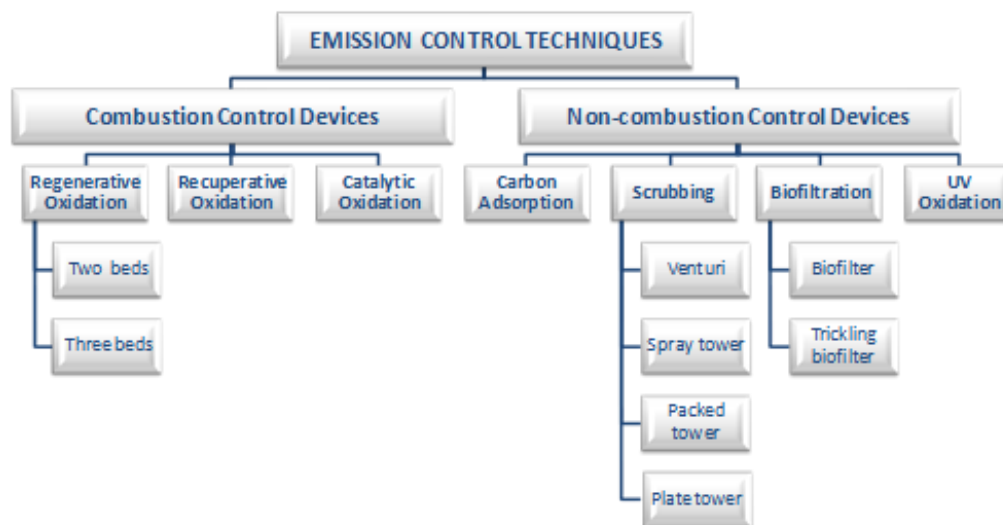 EMISSION CONTROL TECHNIQUES
Combustion Control Devices
Non-combustion Control Devices
Regenerative
Oxidation
Recuperative
Oxidation
Catalytic
Oxidation
Carbon
Adsorption
Scrubbing
Biofiltration
UV
Oxidation
Two beds
Three beds
Venturi
Spray tower
Packed
tower
Plate tower
Biofilter
Trickling
biofilter